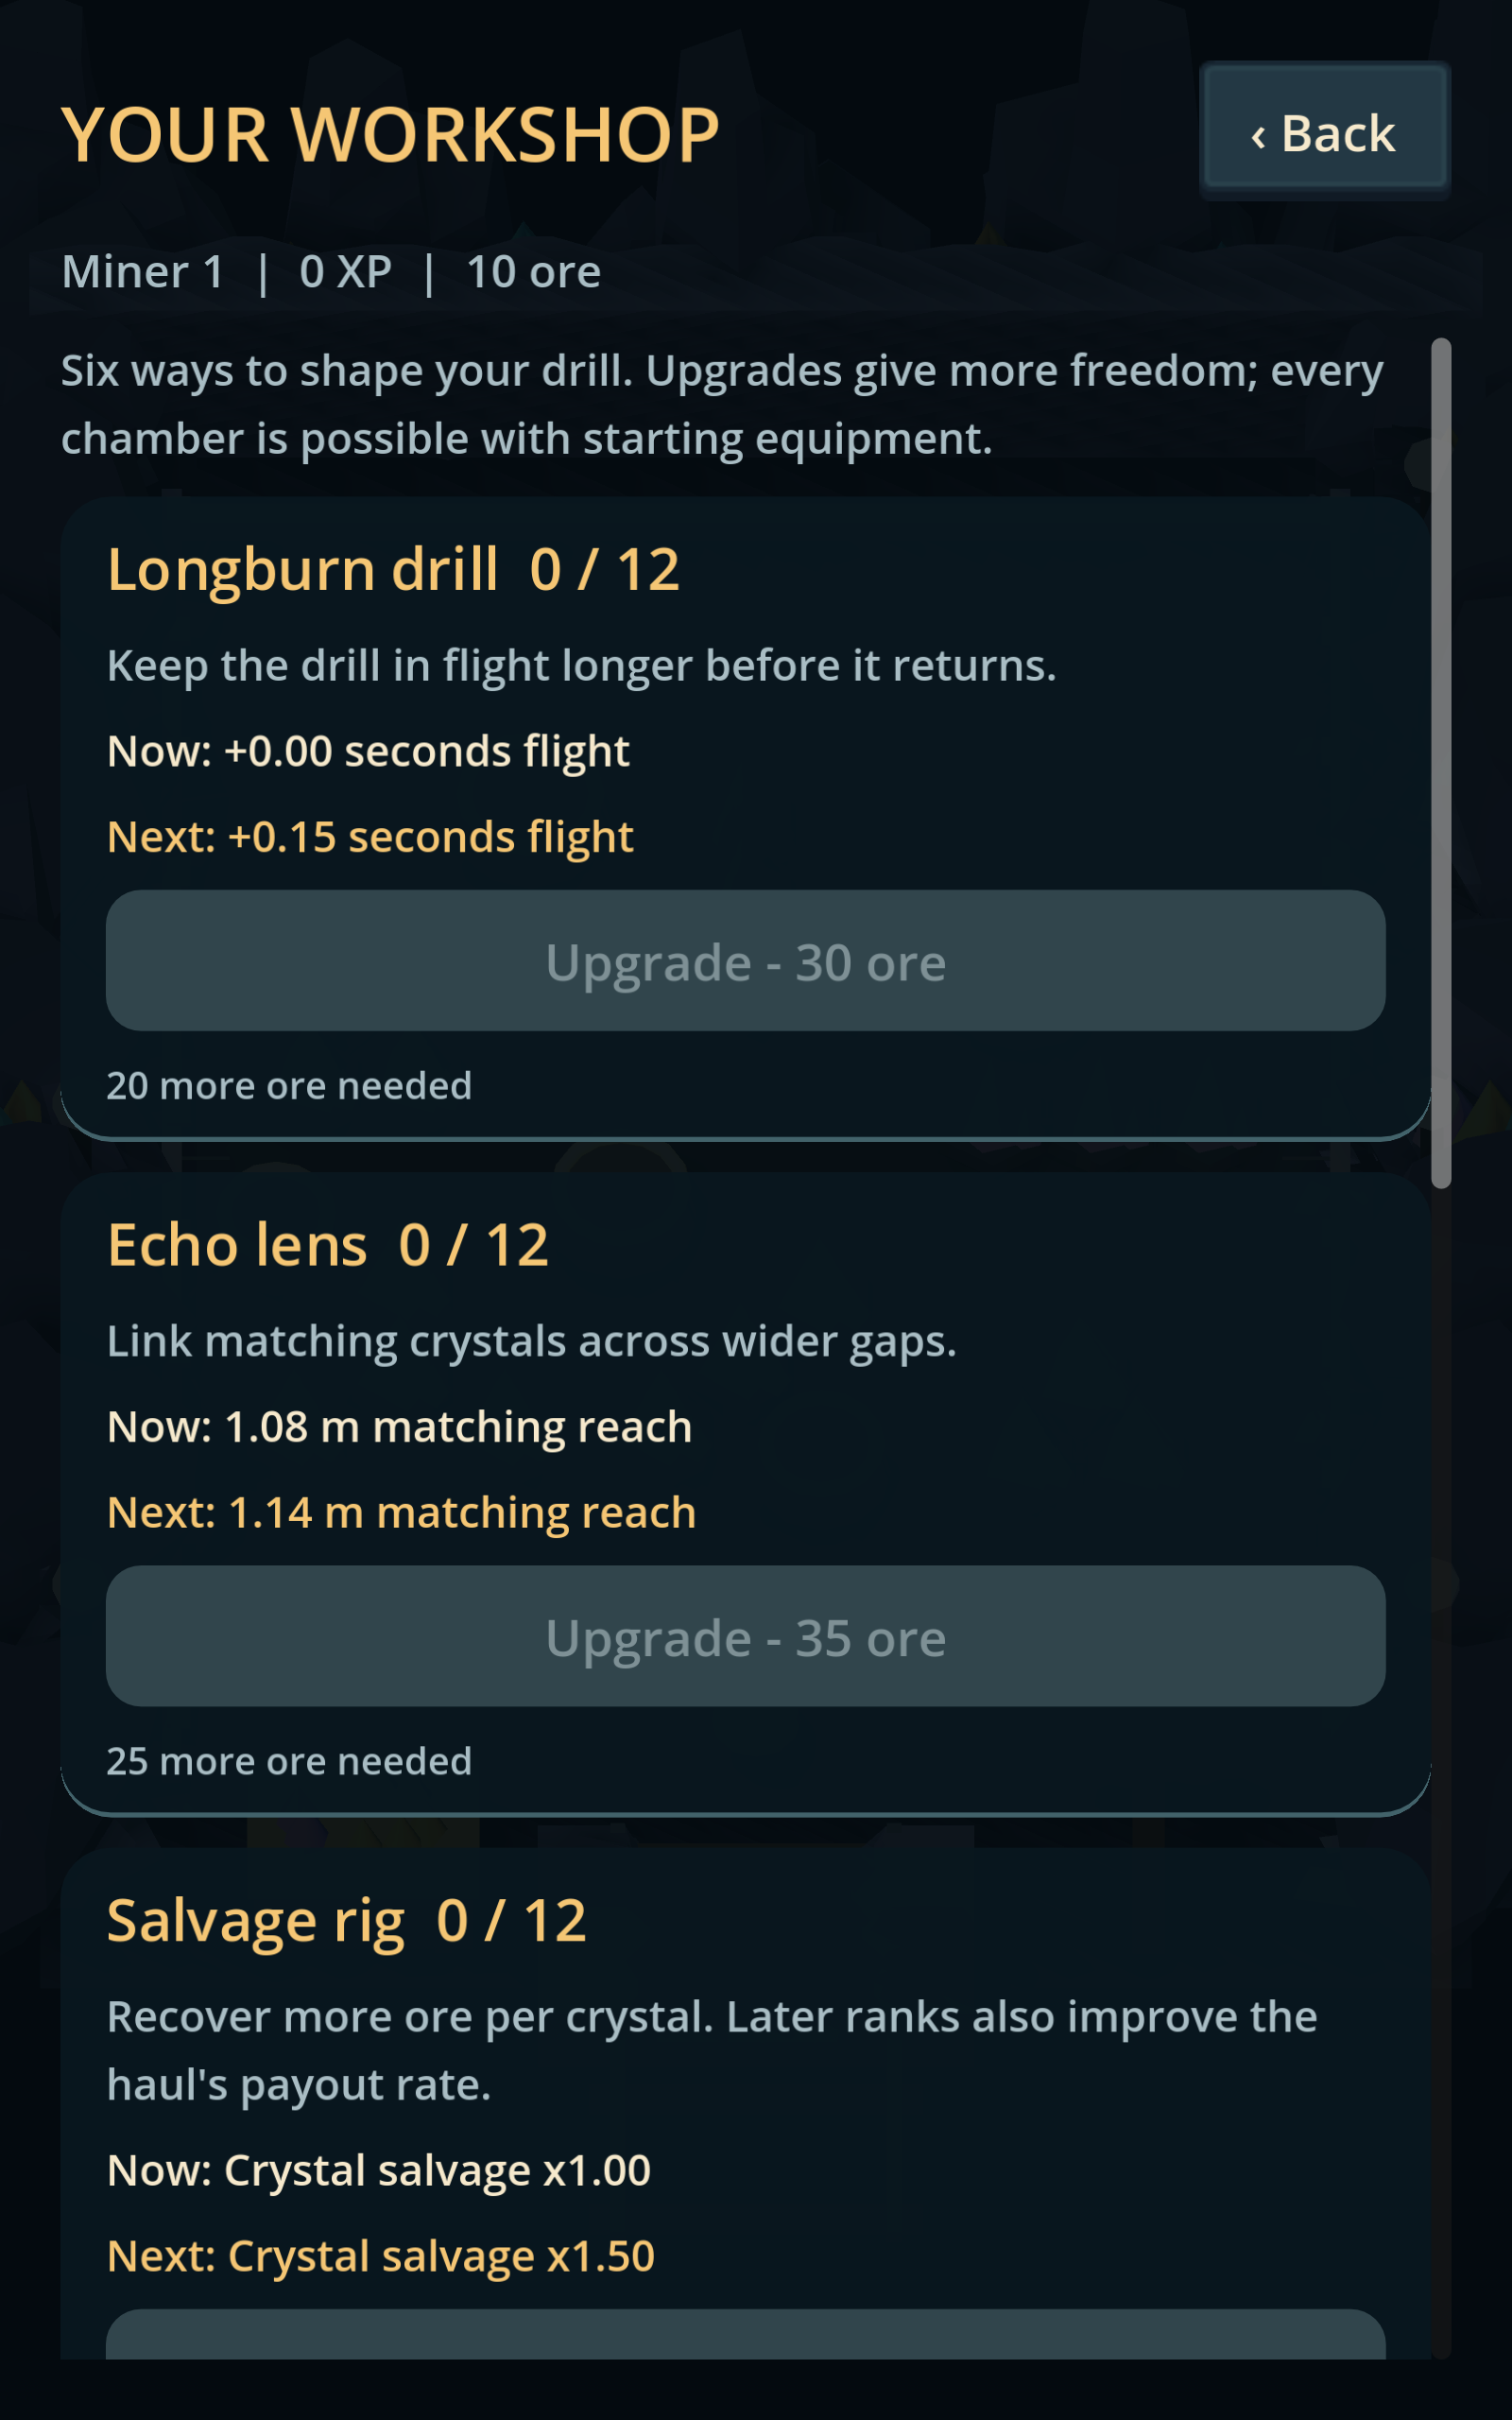 YOUR WORKSHOP
‹ Back
Miner 1 | 0 XP | 10 ore
Six ways to shape your drill. Upgrades give more freedom; every
chamber is possible with starting equipment.
Longburn drill 0 / 12
Keep the drill in flight longer before it returns.
Now: +0.00 seconds flight
Next: +0.15 seconds flight
Upgrade - 30 ore
20 more ore needed
Echo lens 0 / 12
Link matching crystals across wider gaps.
Now: 1.08 m matching reach
Next: 1.14 m matching reach
Upgrade - 35 ore
25 more ore needed
Salvage rig 0 / 12
Recover more ore per crystal. Later ranks also improve the
haul's payout rate.
Now: Crystal salvage x1.00
Next: Crystal salvage x1.50